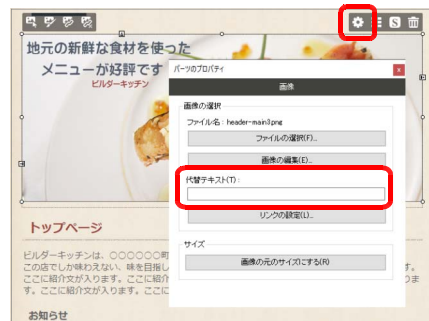 地元の新鮮な食材を使った
メニューが好評です
ビルダーキッチン
パーツのプロパティ
画像
画像の選択
ファイル名: header-main3.png
ファイルの選択(F)...
画像の編集(E)...
代替テキスト(T):
リンクの設定(L)...
サイズ
画像の元のサイズにする(R)
トップページ
ビルダーキッチンは、〇〇〇〇〇〇町
この店でしか味わえない、味を目指し
す。
ここに紹介文が入ります。ここに紹介
りま
す。ここに紹介文が入ります。ここに
お知らせ